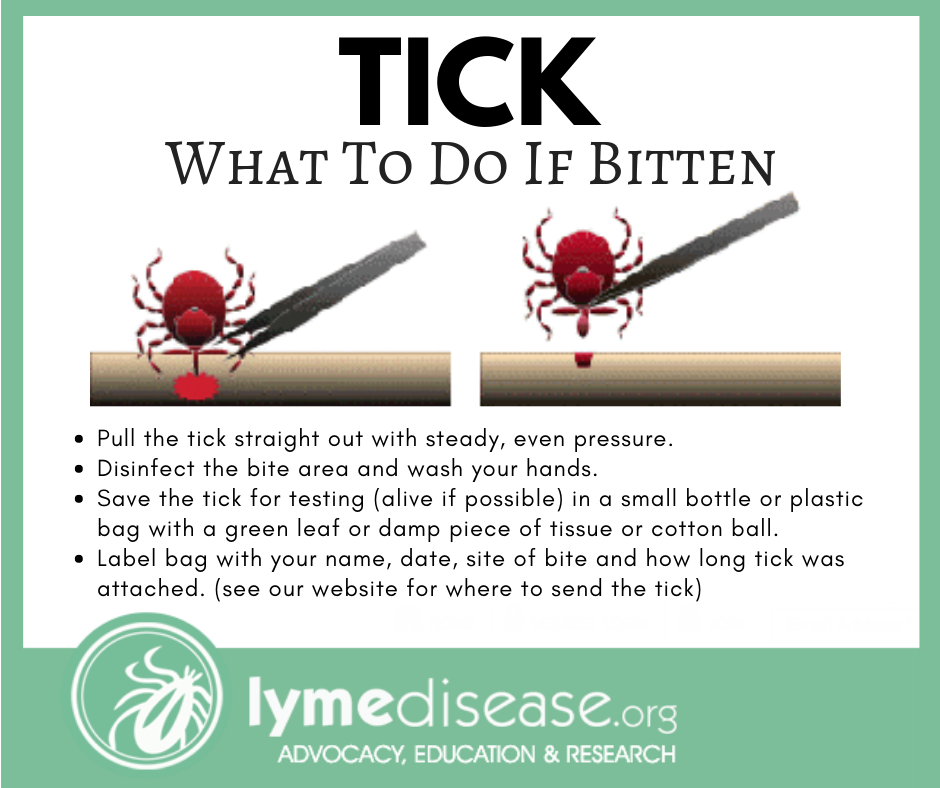 TICK
What To Do If Bitten
• Pull the tick straight out with steady, even pressure.
• Disinfect the bite area and wash your hands.
• Save the tick for testing (alive if possible) in a small bottle or plastic
bag with a green leaf or damp piece of tissue or cotton ball.
• Label bag with your name, date, site of bite and how long tick was
attached. (see our website for where to send the tick)
lymedisease.org
ADVOCACY, EDUCATION & RESEARCH